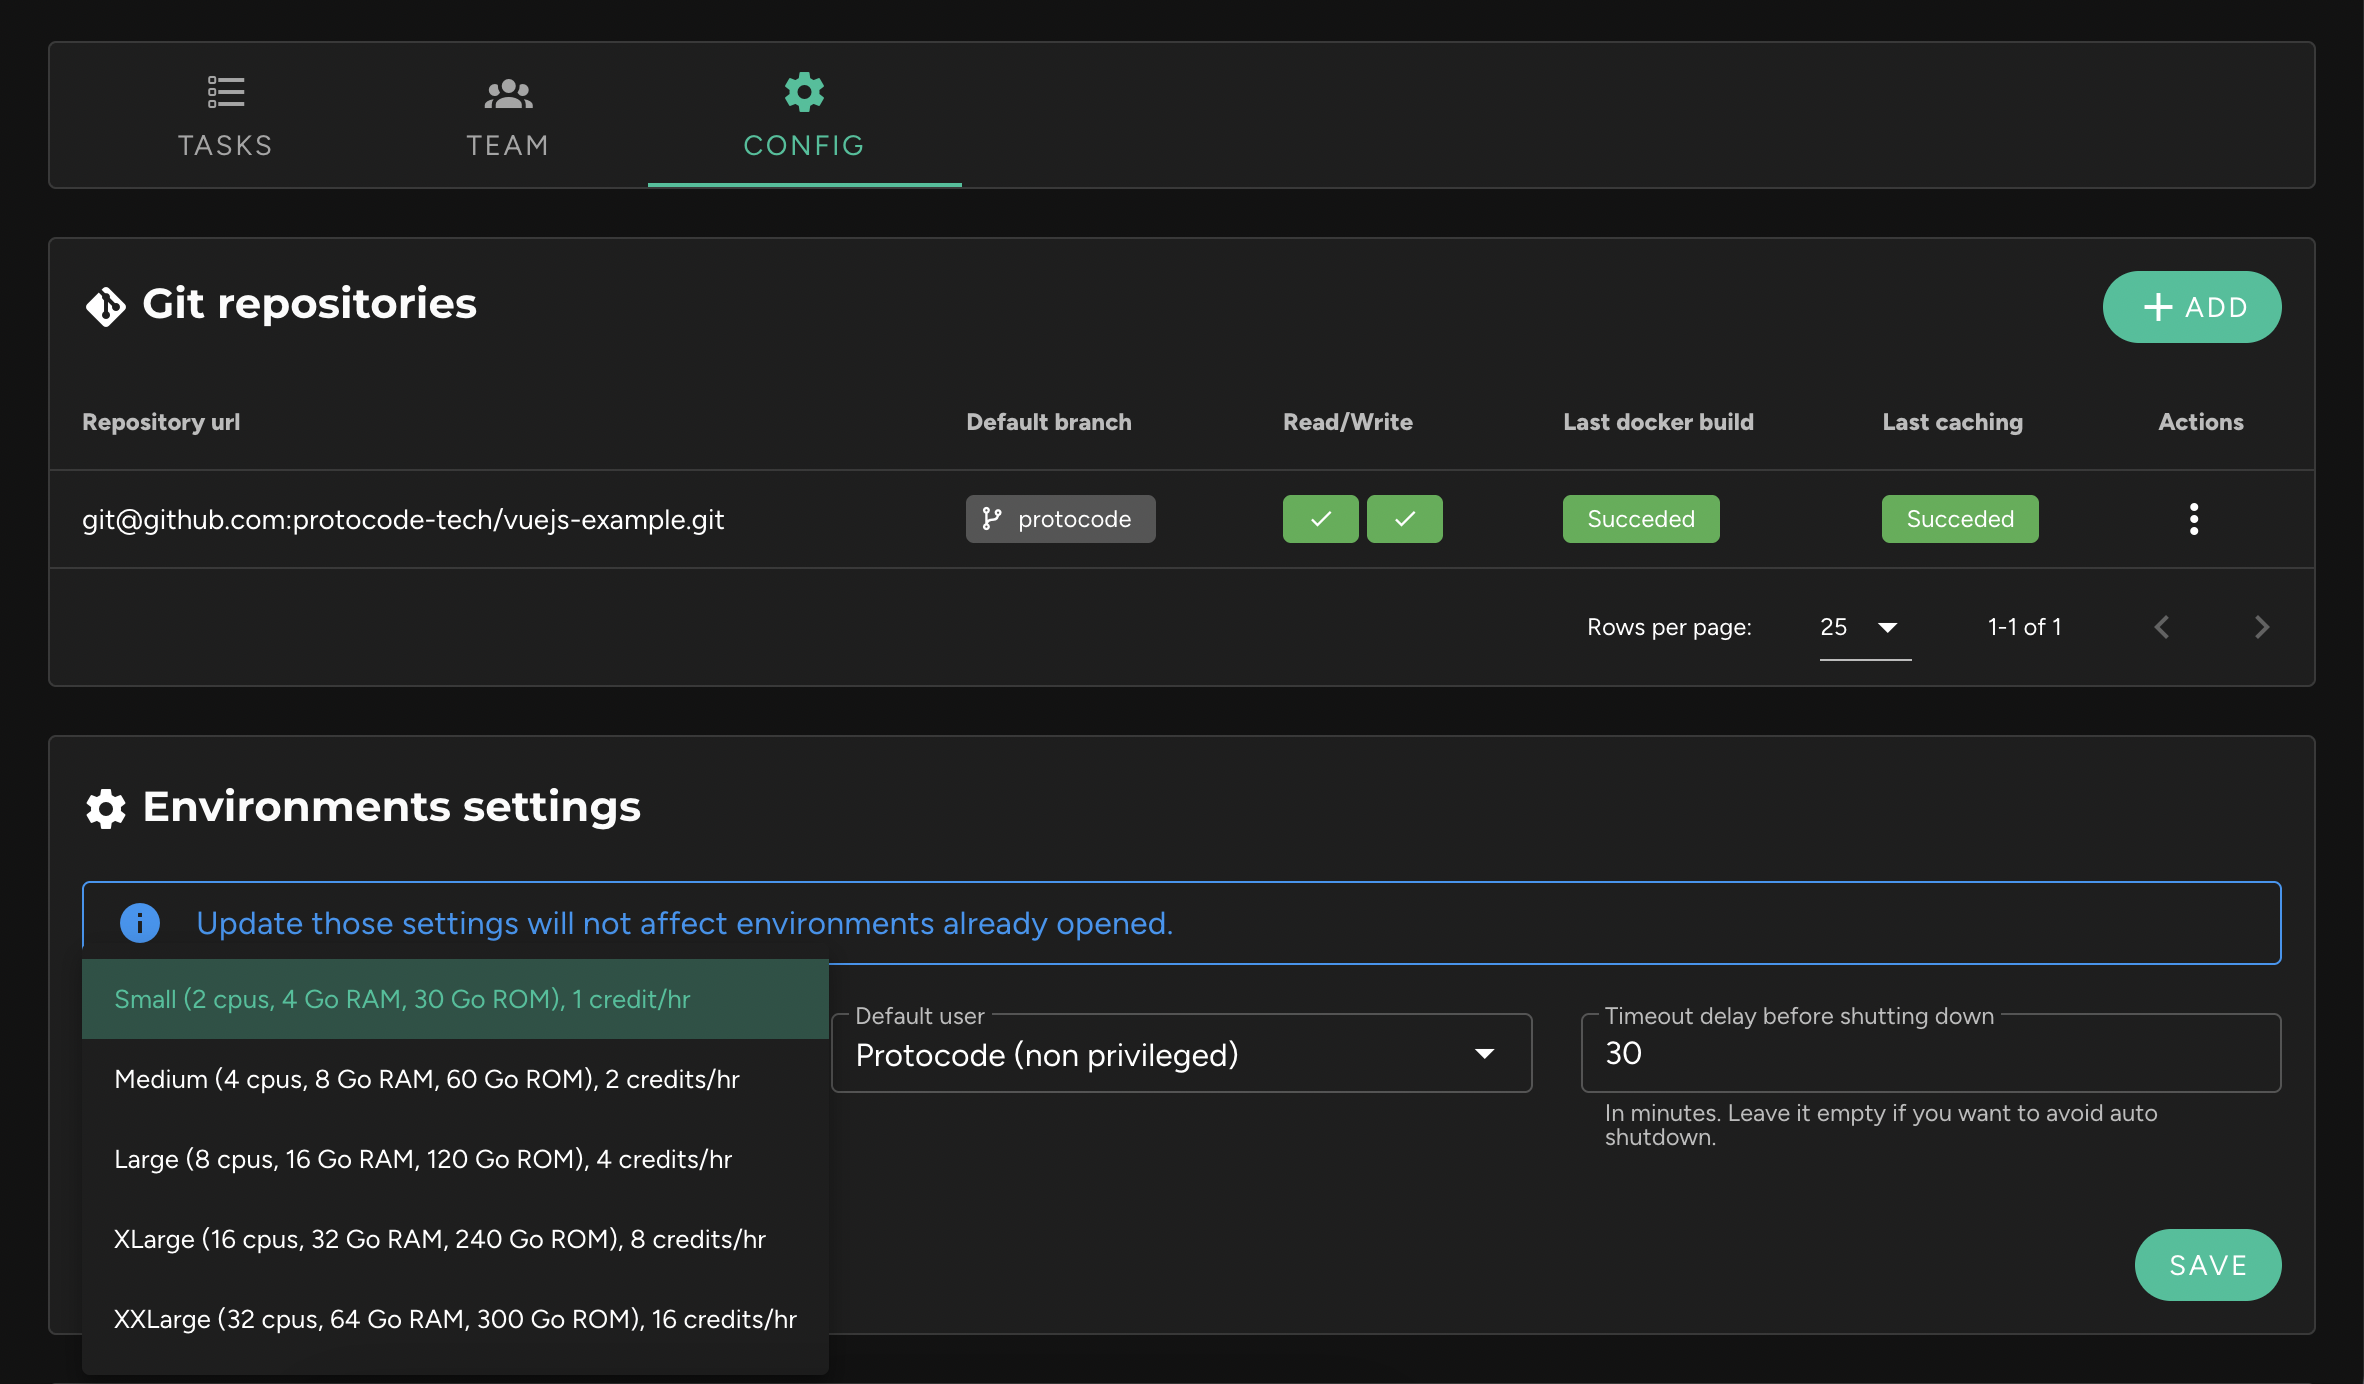 TASKS
TEAM
CONFIG
Git repositories
ADD
Repository url
Default branch
Read/Write
Last docker build
Last caching
Actions
git@github.com:protocode-tech/vuejs-example.git
protocode
Succeded
Succeded
Rows per page:
25
1-1 of 1
Environments settings
Update those settings will not affect environments already opened.
Small (2 cpus, 4 Go RAM, 30 Go ROM), 1 credit/hr
Medium (4 cpus, 8 Go RAM, 60 Go ROM), 2 credits/hr
Large (8 cpus, 16 Go RAM, 120 Go ROM), 4 credits/hr
XLarge (16 cpus, 32 Go RAM, 240 Go ROM), 8 credits/hr
XXLarge (32 cpus, 64 Go RAM, 300 Go ROM), 16 credits/hr
Default user
Protocode (non privileged)
Timeout delay before shutting down
30
In minutes. Leave it empty if you want to avoid auto
shutdown.
SAVE